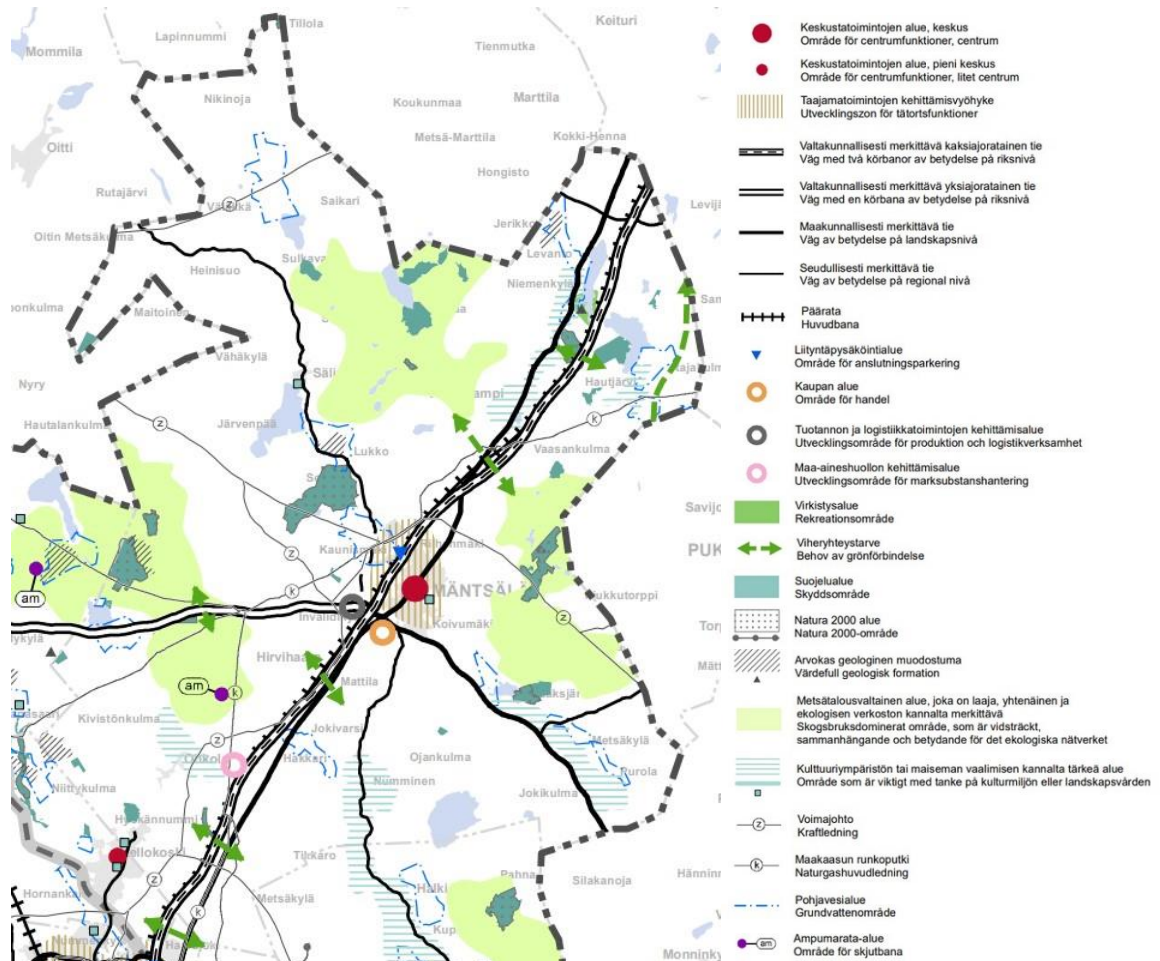 Tillola
Keituri
Lapinnummi
Mommila
Tienmutka
Nikinoja
Marttila
Koukunmaa
Oitti
Metsä-Marttila
Kokki-Henna
Hongisto
Rutajärvi
Saikari
z
Jerikko
Oitin Metsäkulma
Levanto
Sulkava
Heinisuo
Niemenkylä
Maitoinen
Vähäkylä
Hautjärvi
Nyry
Säli
ampi
Hautalankulma
z
Järvenpää
k
Lukko
Vaasankulma
PUK
z
am
k
MÄNTSÄL
ukkutorppi
z
Koivumäki
Hirvihaara
am
k
Mattila
Kivistönkulma
Jokivarsi
z
Ojankulma
Metsäkylä
Hakkari
Purola
Numminen
Niittykulma
Jokikulma
k
ellokoski
Tihkaro
z
Pahna
Silakanoja
Hornankal
Metsäkylä
k
Halki
Kup
Monninky
Keskustatoimintojen alue, keskus
Område för centrumfunktioner, centrum
Keskustatoimintojen alue, pieni keskus
Område för centrumfunktioner, litet centrum
Taajamatoimintojen kehittämisvyöhyke
Utvecklingszon för tätortsfunktioner
Valtakunnallisesti merkittävä kaksiajoratainen tie
Väg med två körbanor av betydelse på riksnivå
Valtakunnallisesti merkittävä yksiajoratainen tie
Väg med en körbana av betydelse på riksnivå
Maakunnallisesti merkittävä tie
Väg av betydelse på landskapsnivå
Seudullisesti merkittävä tie
Väg av betydelse på regional nivå
Päärata
Huvudbana
Liityntäpysäköintialue
Område för anslutningsparkering
Kaupan alue
Område för handel
Tuotannon ja logistiikkatoimintojen kehittämisalue
Utvecklingsområde för produktion och logistikverksamhet
Maa-aineshuollon kehittämisalue
Utvecklingsområde för marksubstanshantering
Virkistysalue
Rekreationsområde
Viheryhteystarve
Behov av grönförbindelse
Suojelualue
Skyddsområde
Natura 2000 alue
Natura 2000-område
Arvokas geologinen muodostuma
Värdefull geologisk formation
Metsätalousvaltainen alue, joka on laaja, yhtenäinen ja
ekologisen verkoston kannalta merkittävä
Skogsbruksdominerat område, som är vidsträckt,
sammanhängande och betydande för det ekologiska nätverket
Kulttuuriympäristön tai maiseman vaalimisen kannalta tärkeä alue
Område som är viktigt med tanke på kulturmiljön eller landskapsvården
z
Voimajohto
Kraftledning
k
Maakaasun runkoputki
Naturgashuvudledning
Pohjavesialue
Grundvattenområde
am
Ampumarata-alue
Område för skjutbana